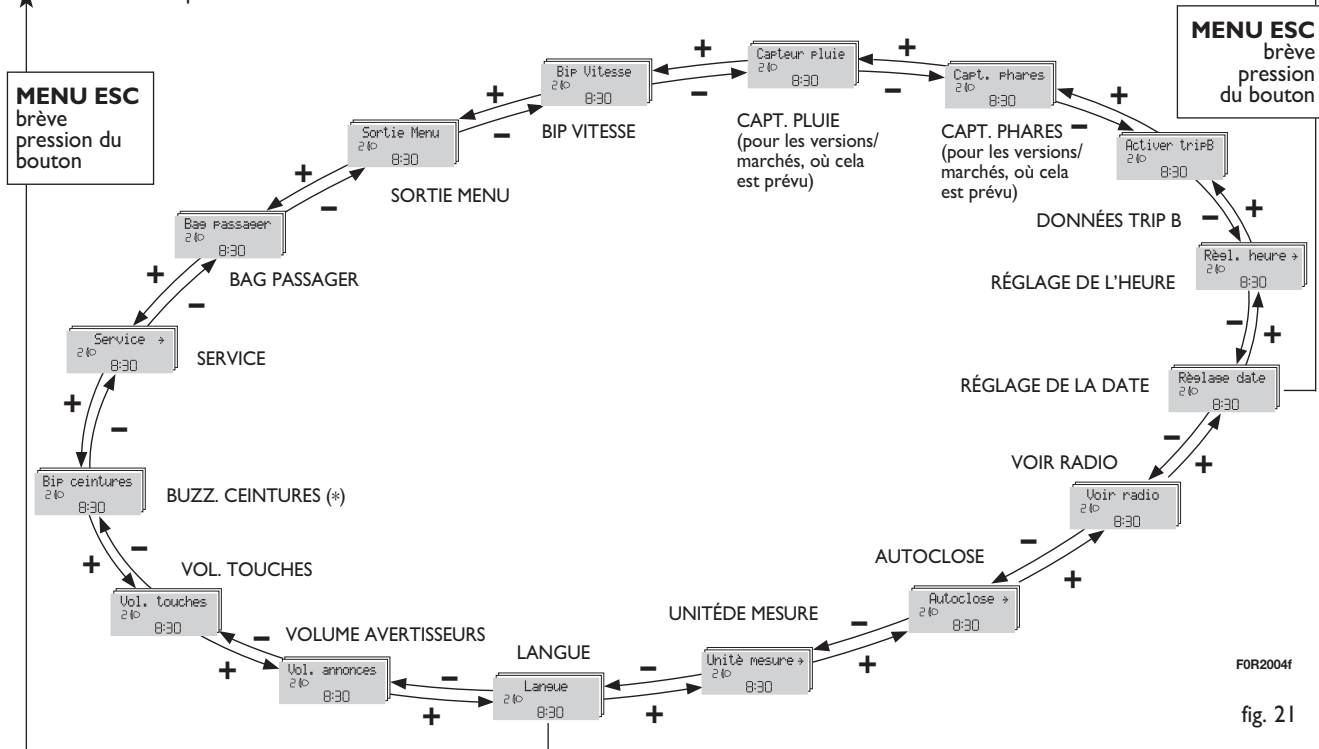 MENU ESC
brève
pression du
bouton
MENU ESC
brève
pression
du bouton
Bip Vitesse
8:30
BIP VITESSE
Capteur pluie
8:30
CAPT. PLUIE
(pour les versions/
marchés, où cela
est prévu)
Capt. phares
8:30
CAPT. PHARES
(pour les versions/
marchés, où cela
est prévu)
Activer tripB
8:30
DONNÉES TRIP B
Règl. heure →
8:30
RÉGLAGE DE L'HEURE
Règlage date
8:30
RÉGLAGE DE LA DATE
Voir radio
8:30
VOIR RADIO
Autoclose →
8:30
AUTOCLOSE
Unitè mesure →
8:30
UNITÉDE MESURE
Langue
8:30
LANGUE
Vol. annonces
8:30
VOLUME AVERTISSEURS
Vol. touches
8:30
VOL. TOUCHES
Bip ceintures
8:30
BUZZ. CEINTURES (*)
Service →
8:30
SERVICE
Bag passager
8:30
BAG PASSAGER
Sortie Menu
8:30
SORTIE MENU
F0R2004f
fig. 21